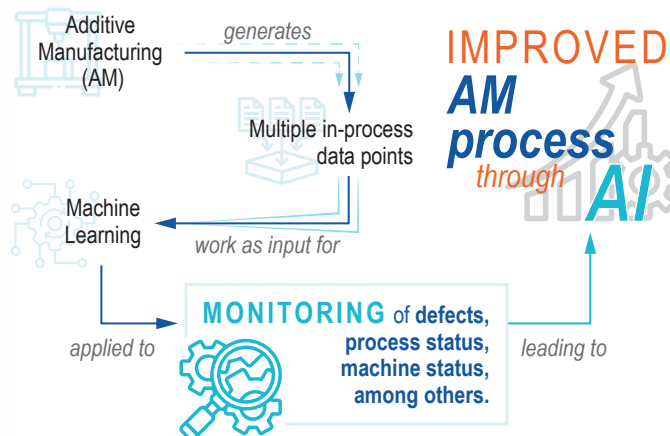 Additive
Manufacturing
(AM)
generates
Multiple in-process
data points
work as input for
Machine
Learning
applied to
MONITORING of defects,
process status,
machine status,
among others.
leading to
IMPROVED
AM
process
through
AI